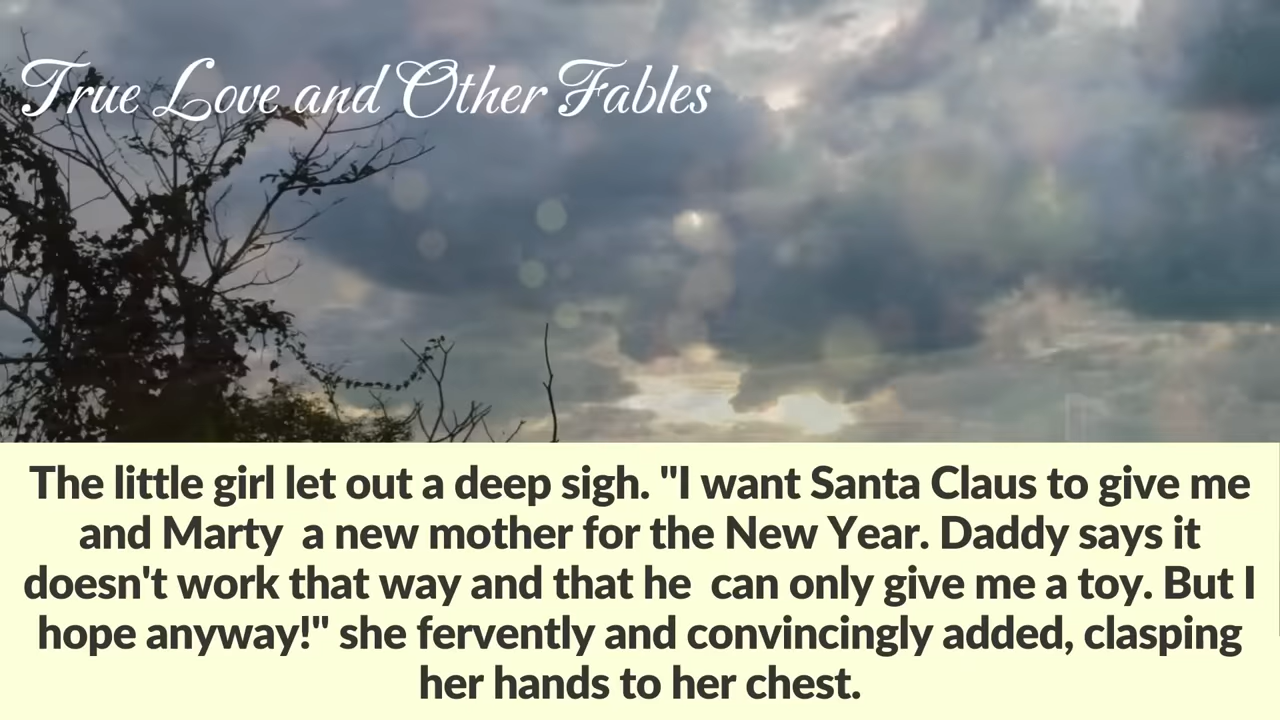 True Love and Other Fables
The little girl let out a deep sigh. "I want Santa Claus to give me
and Marty  a new mother for the New Year. Daddy says it
doesn't work that way and that he  can only give me a toy. But I
hope anyway!" she fervently and convincingly added, clasping
her hands to her chest.